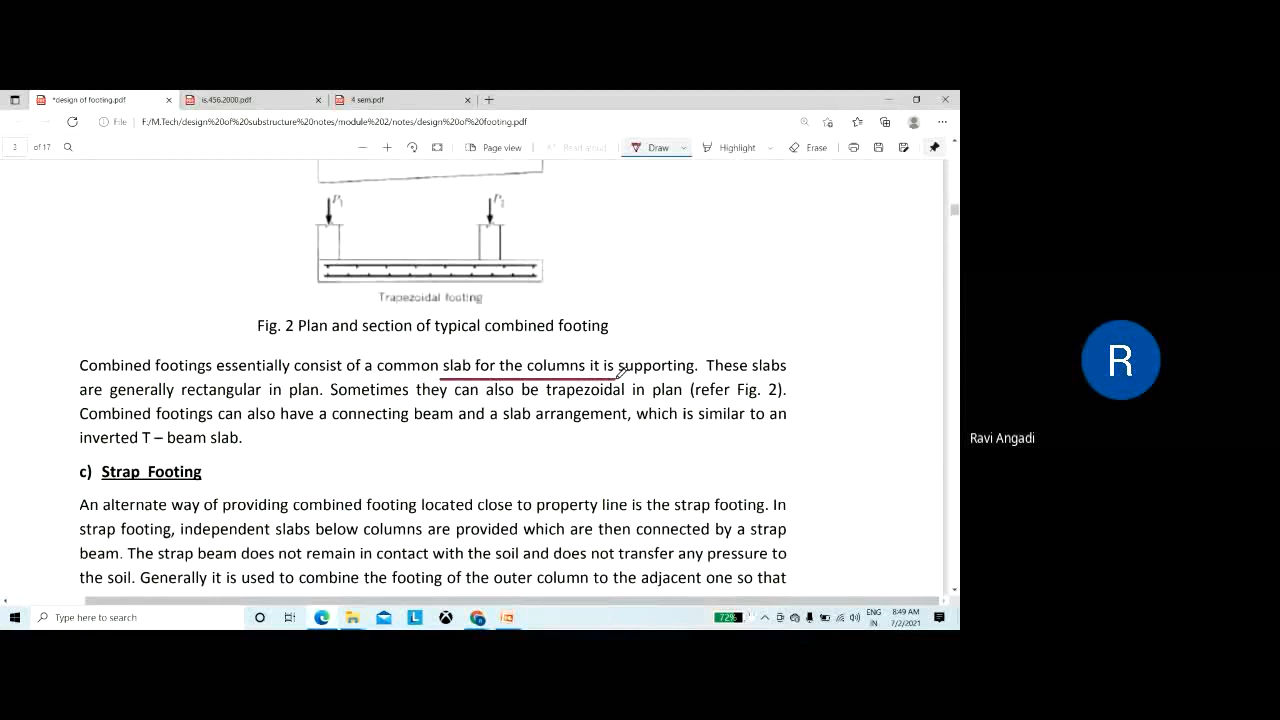 *design of footing.pdf
is.456.2000.pdf
4 sem.pdf
File
F:/M.Tech/design%20of%20substructure%20notes/module%202/notes/design%20of%20footing.pdf
3 of 17
Page view
Read aloud
Draw
Highlight
Erase
P1
P2
Trapezoidal footing
Fig. 2 Plan and section of typical combined footing
Combined footings essentially consist of a common slab for the columns it is supporting. These slabs
are generally rectangular in plan. Sometimes they can also be trapezoidal in plan (refer Fig. 2).
Combined footings can also have a connecting beam and a slab arrangement, which is similar to an
inverted T – beam slab.
c) Strap Footing
An alternate way of providing combined footing located close to property line is the strap footing. In
strap footing, independent slabs below columns are provided which are then connected by a strap
beam. The strap beam does not remain in contact with the soil and does not transfer any pressure to
the soil. Generally it is used to combine the footing of the outer column to the adjacent one so that
Type here to search
72%
ENG
IN
8:49 AM
7/2/2021
R
Ravi Angadi